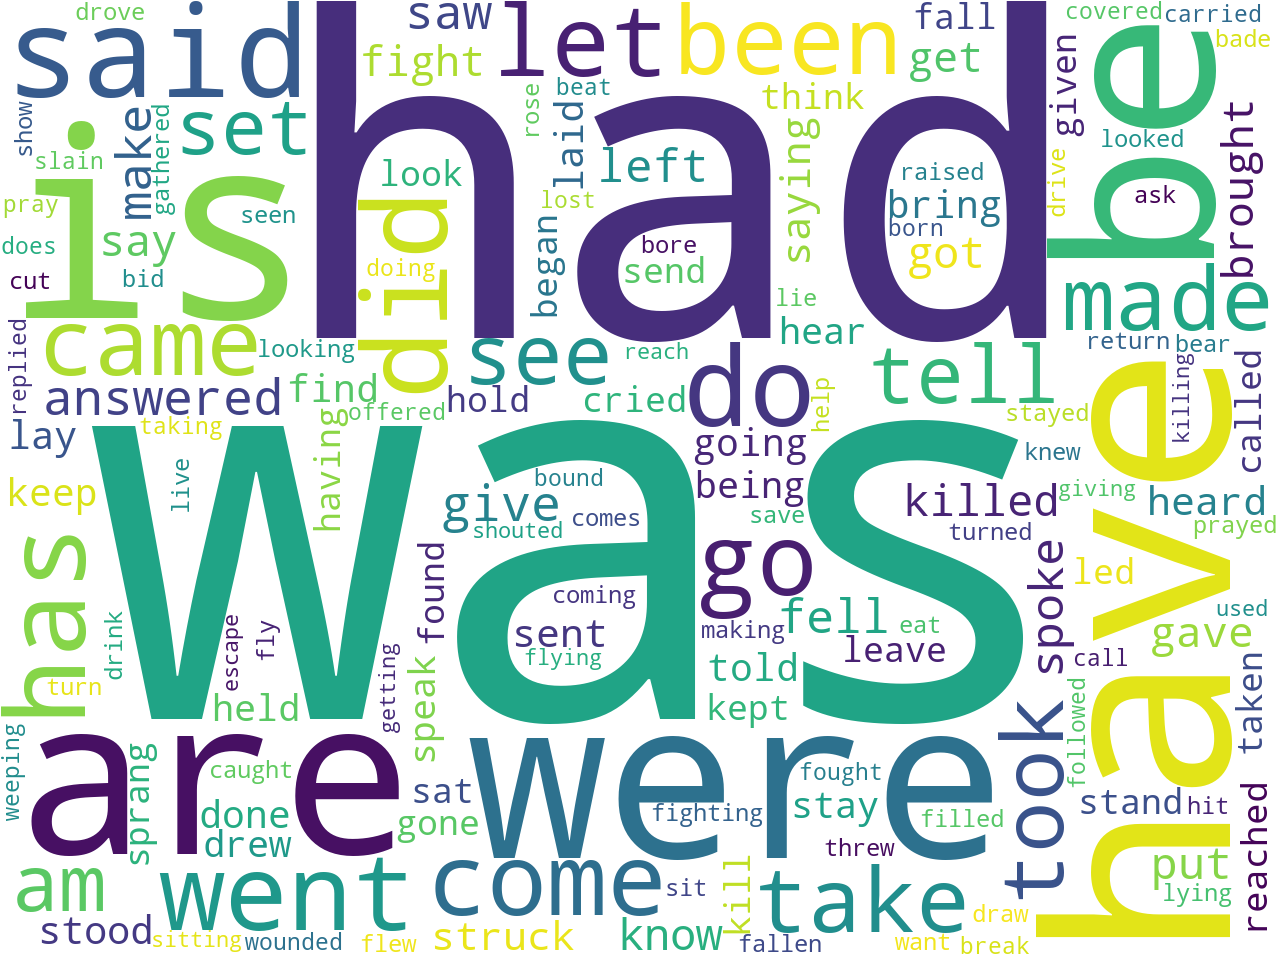 drove
said
had
saw
let
been
fall
covered
carried
bade
fight
get
show
set
make
gathered
is
slain
pray
seen
does
say
cut
bid
look
did
doing
rose
beat
laid
left
lost
began
bore
send
think
saying
lie
hear
raised
bring
born
got
given
drive
looked
ask
be
brought
made
return
bear
came
looking
find
see
reach
do
tell
replied
answered
offered
hold
cried
help
stayed
killing
called
lay
taking
having
going
knew
keep
live
give
bound
being
killed
giving
heard
was
shouted
comes
save
turned
prayed
has
found
go
spoke
led
have
coming
sent
making
fell
eat
used
gave
drink
escape
fly
flying
told
leave
call
turn
getting
speak
held
kept
took
followed
taken
weeping
are
were
sprang
caught
sat
fought
stand
hit
reached
done
gone
fighting
stay
filled
drew
threw
put
am
went
come
sit
kill
take
lying
stood
sitting
wounded
flew
struck
know
fallen
want
draw
break